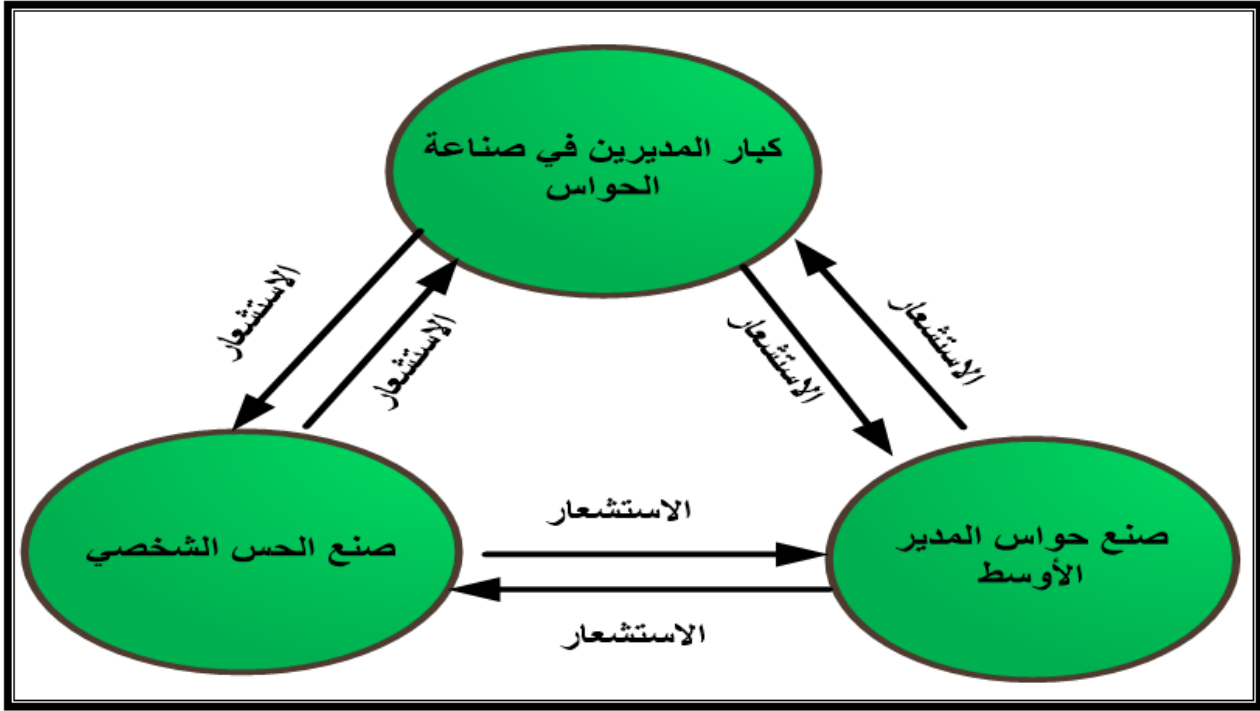 كبار المديرين في صناعة
الحواس
الاستشعار
الاستشعار
الاستشعار
الاستشعار
صنع حواس المدير
الأوسط
الاستشعار
صنع الحس الشخصي
الاستشعار